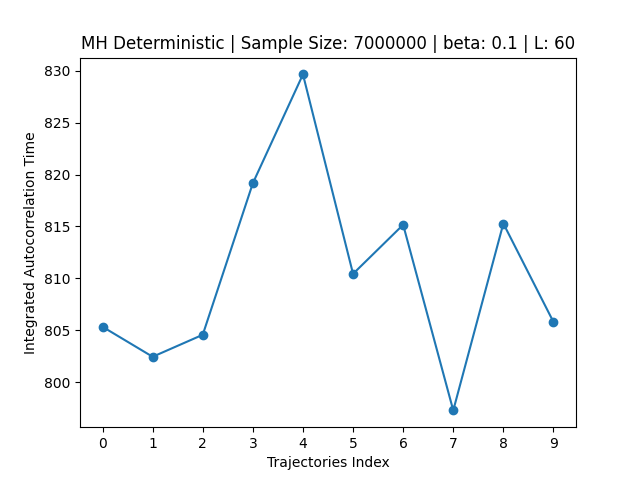 MH Deterministic | Sample Size: 7000000 | beta: 0.1 | L: 60
830
825
820
815
810
805
800
Integrated Autocorrelation Time
0 1 2 3 4 5 6 7 8 9
Trajectories Index